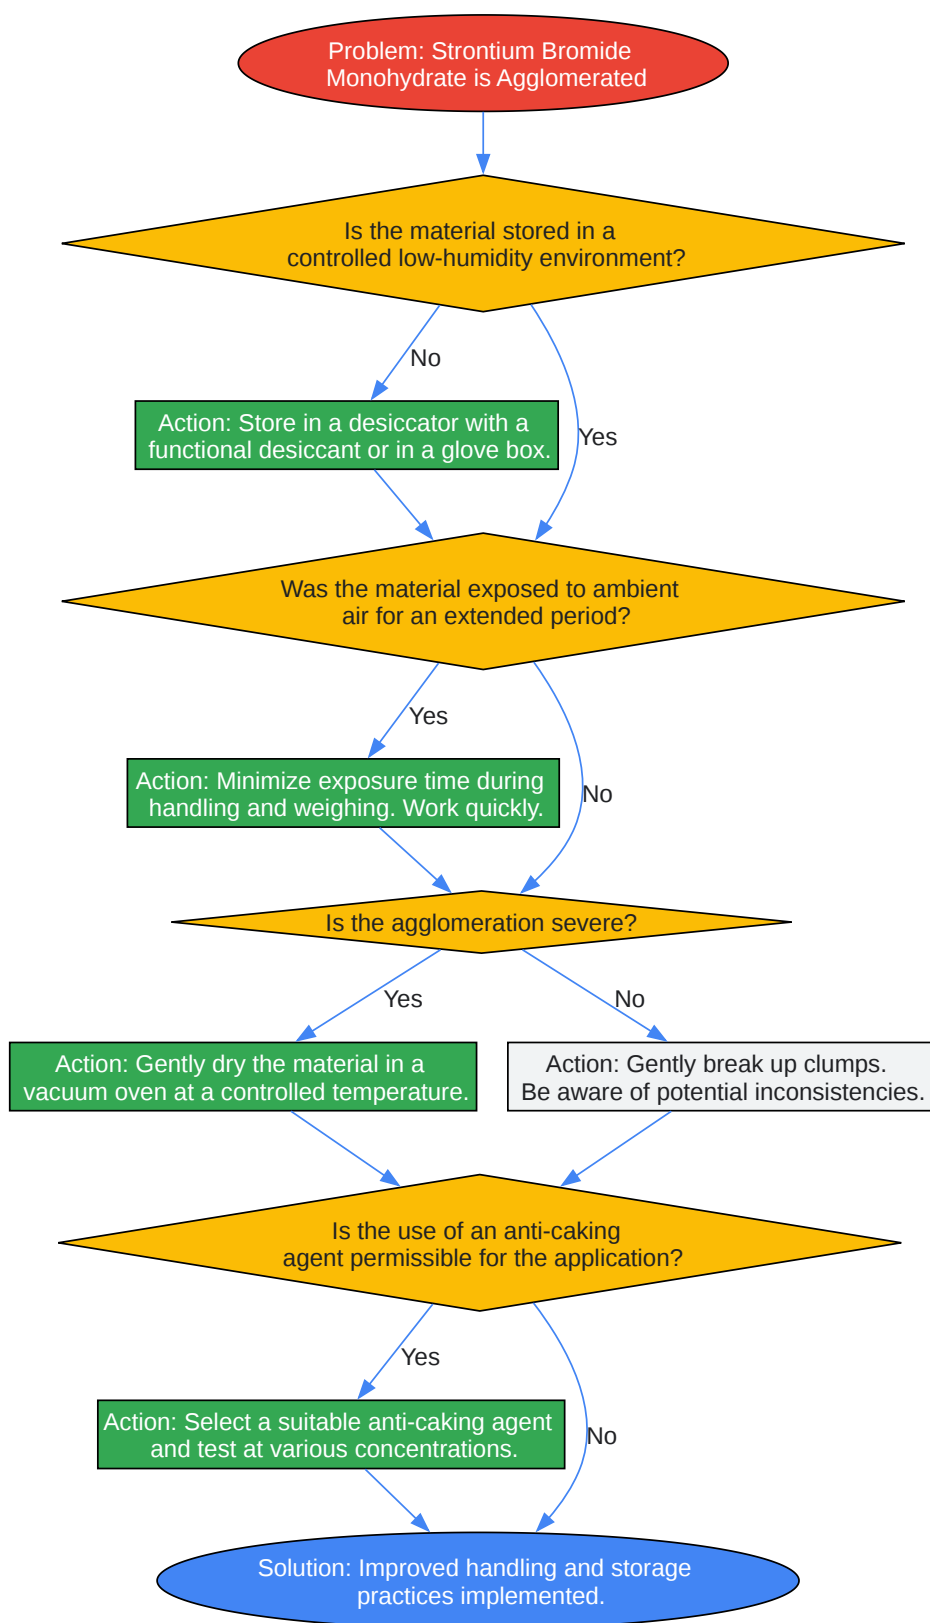 Problem: Strontium Bromide
Monohydrate is Agglomerated
Is the material stored in a
controlled low-humidity environment?
No
Yes
Action: Store in a desiccator with a
functional desiccant or in a glove box.
Was the material exposed to ambient
air for an extended period?
Yes
No
Action: Minimize exposure time during
handling and weighing. Work quickly.
Is the agglomeration severe?
Yes
No
Action: Gently dry the material in a
vacuum oven at a controlled temperature.
Action: Gently break up clumps.
Be aware of potential inconsistencies.
Is the use of an anti-caking
agent permissible for the application?
Yes
No
Action: Select a suitable anti-caking agent
and test at various concentrations.
Solution: Improved handling and storage
practices implemented.